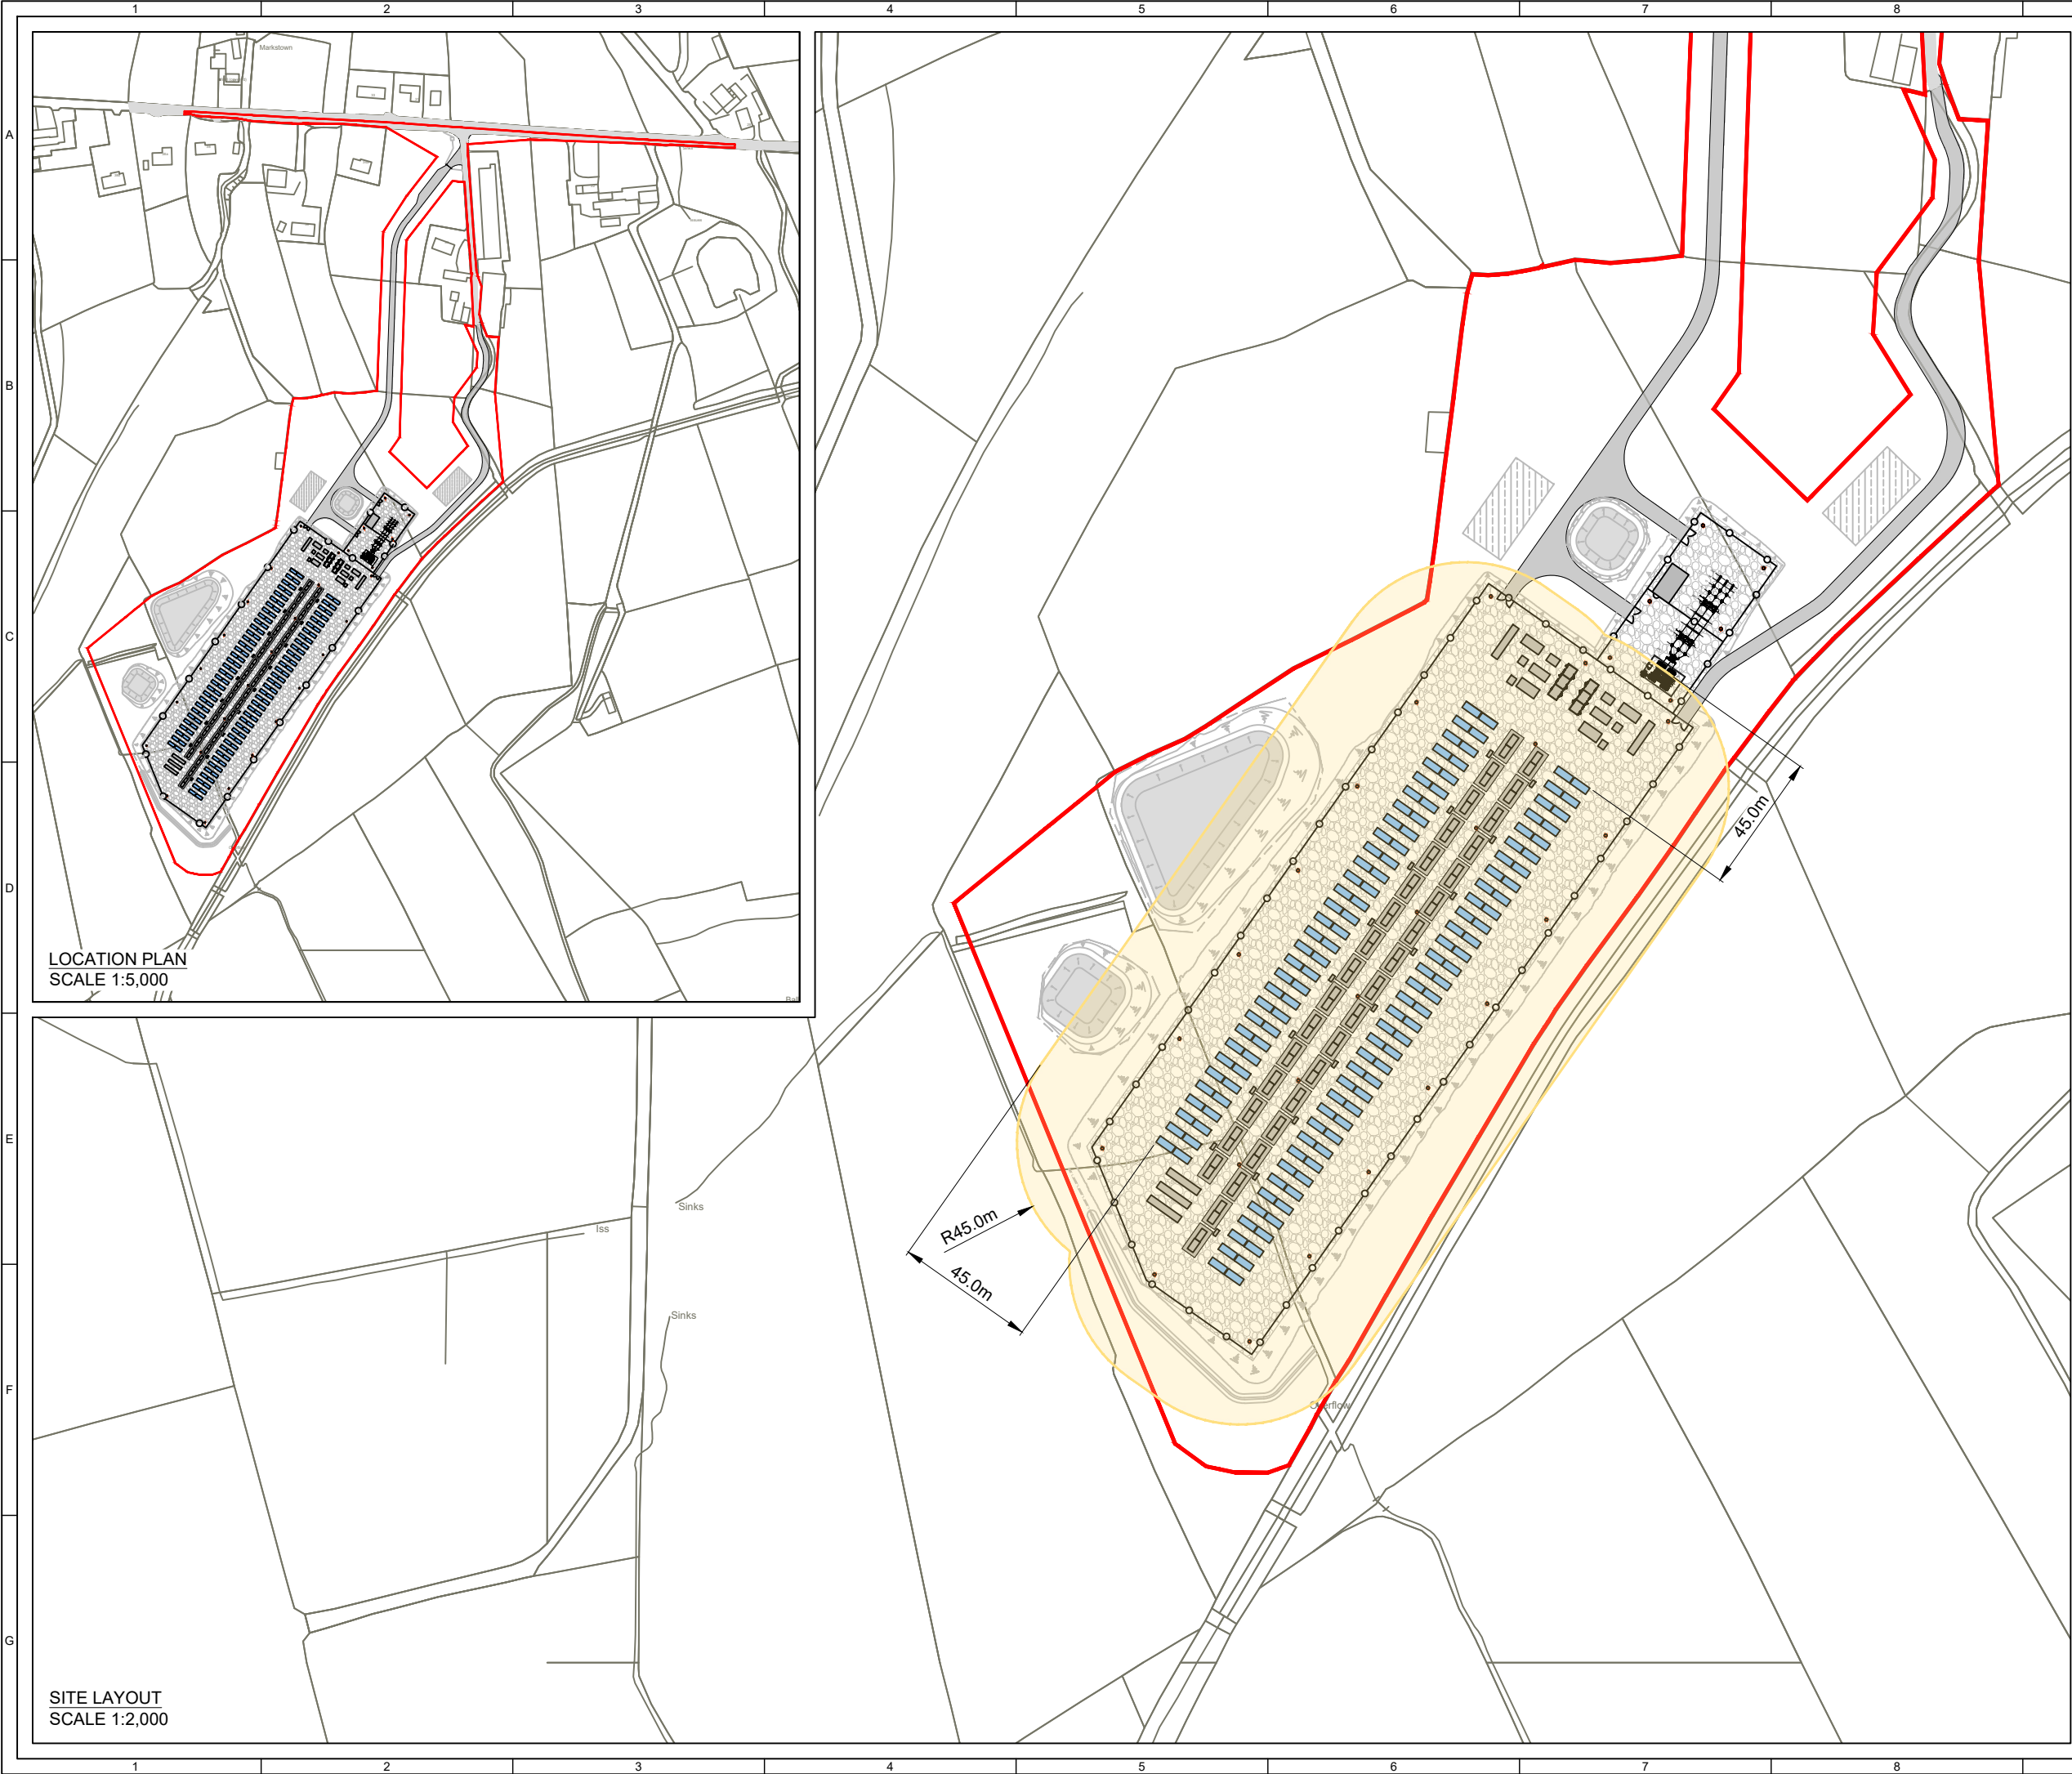 1 2 3 4 5 6 7 8
A
B
C
D
E
F
G
Markstown
LOCATION PLAN
SCALE 1:5,000
45.0m
R45.0m
45.0m
Sinks
Iss
Sinks
SITE LAYOUT
SCALE 1:2,000
1 2 3 4 5 6 7 8